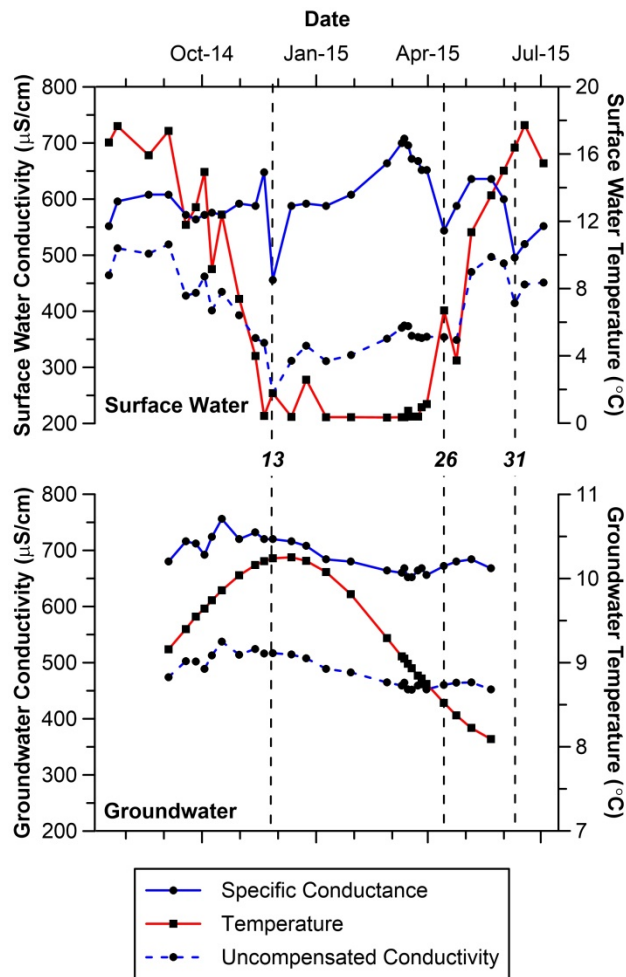 Date
Oct-14 Jan-15 Apr-15 Jul-15
Surface Water Conductivity (µS/cm)
800
700
600
500
400
300
200
20
16
12
8
4
0
Surface Water Temperature
(°C)
Surface Water
13 26 31
Groundwater Conductivity (µS/cm)
800
700
600
500
400
300
200
11
10
9
8
7
Groundwater Temperature
(°C)
Groundwater
Specific Conductance
Temperature
Uncompensated Conductivity